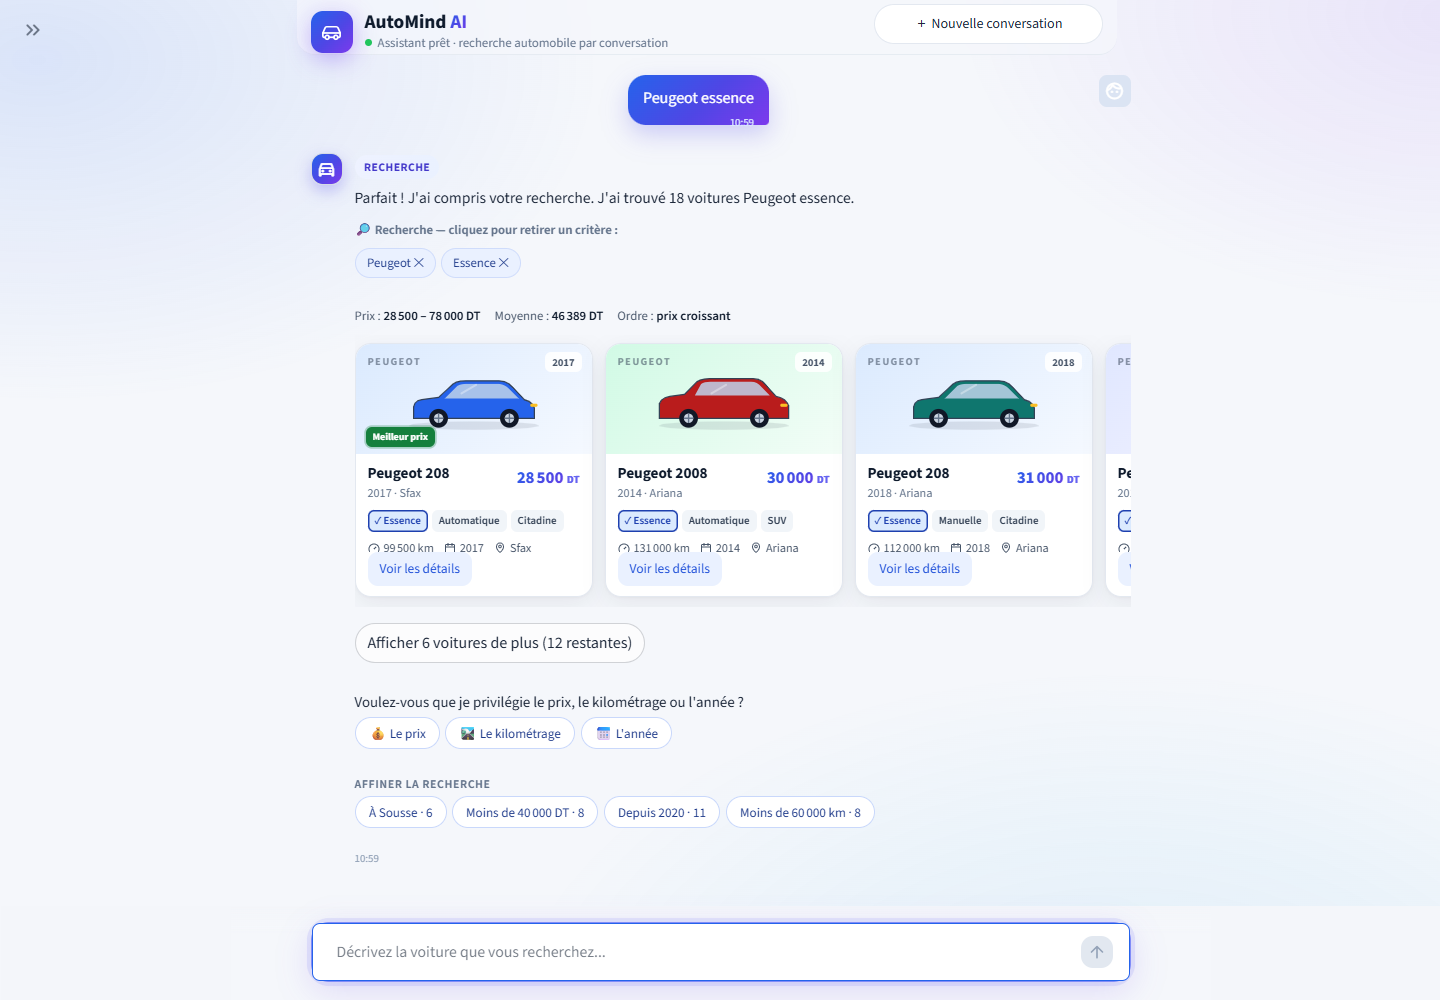 AutoMind AI
Assistant prêt · recherche automobile par conversation
+ Nouvelle conversation
Peugeot essence
10:59
RECHERCHE
Parfait ! J'ai compris votre recherche. J'ai trouvé 18 voitures Peugeot essence.
🔎 Recherche — cliquez pour retirer un critère :
Peugeot ✕ Essence ✕
Prix : 28 500 – 78 000 DT Moyenne : 46 389 DT Ordre : prix croissant
PEUGEOT 2017
Meilleur prix
Peugeot 208
28 500 DT
2017 · Sfax
✓ Essence Automatique Citadine
99 500 km 2017 Sfax
Voir les détails
PEUGEOT 2014
Peugeot 2008
30 000 DT
2014 · Ariana
✓ Essence Automatique SUV
131 000 km 2014 Ariana
Voir les détails
PEUGEOT 2018
Peugeot 208
31 000 DT
2018 · Ariana
✓ Essence Manuelle Citadine
112 000 km 2018 Ariana
Voir les détails
PE
Pe
20
✓
Afficher 6 voitures de plus (12 restantes)
Voulez-vous que je privilégie le prix, le kilométrage ou l'année ?
Le prix Le kilométrage L'année
AFFINER LA RECHERCHE
À Sousse · 6 Moins de 40 000 DT · 8 Depuis 2020 · 11 Moins de 60 000 km · 8
10:59
Décrivez la voiture que vous recherchez...